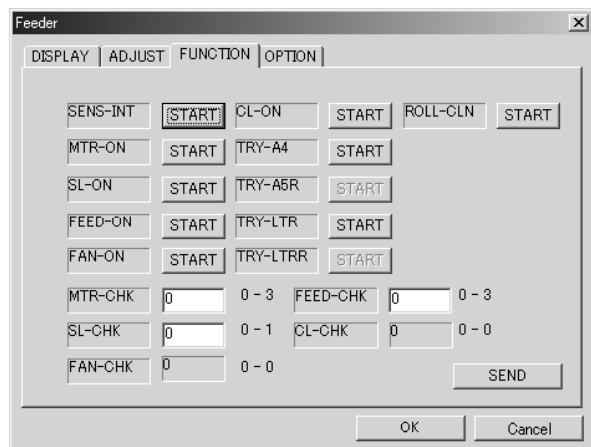 Feeder
DISPLAY ADJUST FUNCTION OPTION
SENS-INT START CL-ON START ROLL-CLN START
MTR-ON START TRY-A4 START
SL-ON START TRY-A5R START
FEED-ON START TRY-LTR START
FAN-ON START TRY-LTRR START
MTR-CHK 0 0 - 3 FEED-CHK 0 0 - 3
SL-CHK 0 0 - 1 CL-CHK 0 0 - 0
FAN-CHK 0 0 - 0
SEND
OK Cancel